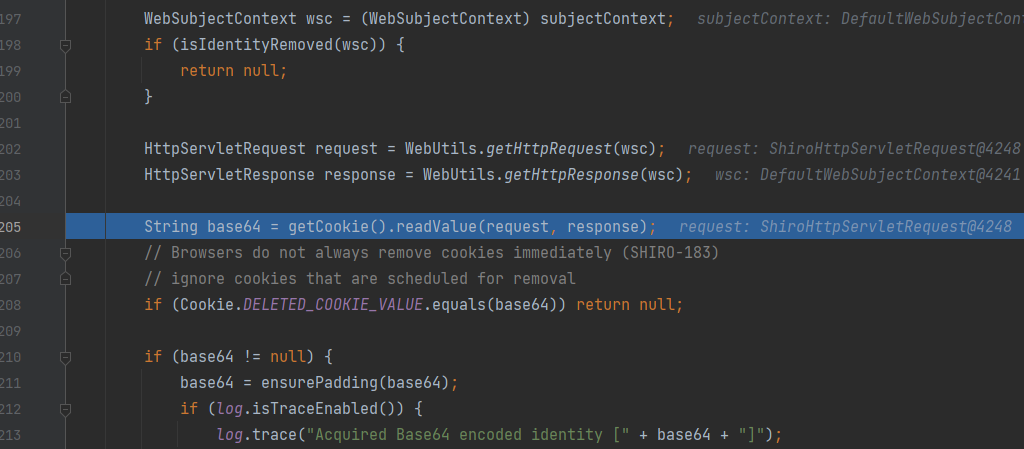 197 WebSubjectContext wsc = (WebSubjectContext) subjectContext; subjectContext: DefaultWebSubjectCont
198 if (isIdentityRemoved(wsc)) {
199 return null;
200 }
201
202 HttpServletRequest request = WebUtils.getHttpRequest(wsc); request: ShiroHttpServletRequest@4248
203 HttpServletResponse response = WebUtils.getHttpResponse(wsc); wsc: DefaultWebSubjectContext@4241
204
205 String base64 = getCookie().readValue(request, response); request: ShiroHttpServletRequest@4248
206 // Browsers do not always remove cookies immediately (SHIRO-183)
207 // ignore cookies that are scheduled for removal
208 if (Cookie.DELETED_COOKIE_VALUE.equals(base64)) return null;
209
210 if (base64 != null) {
211 base64 = ensurePadding(base64);
212 if (log.isTraceEnabled()) {
213 log.trace("Acquired Base64 encoded identity [" + base64 + "]");